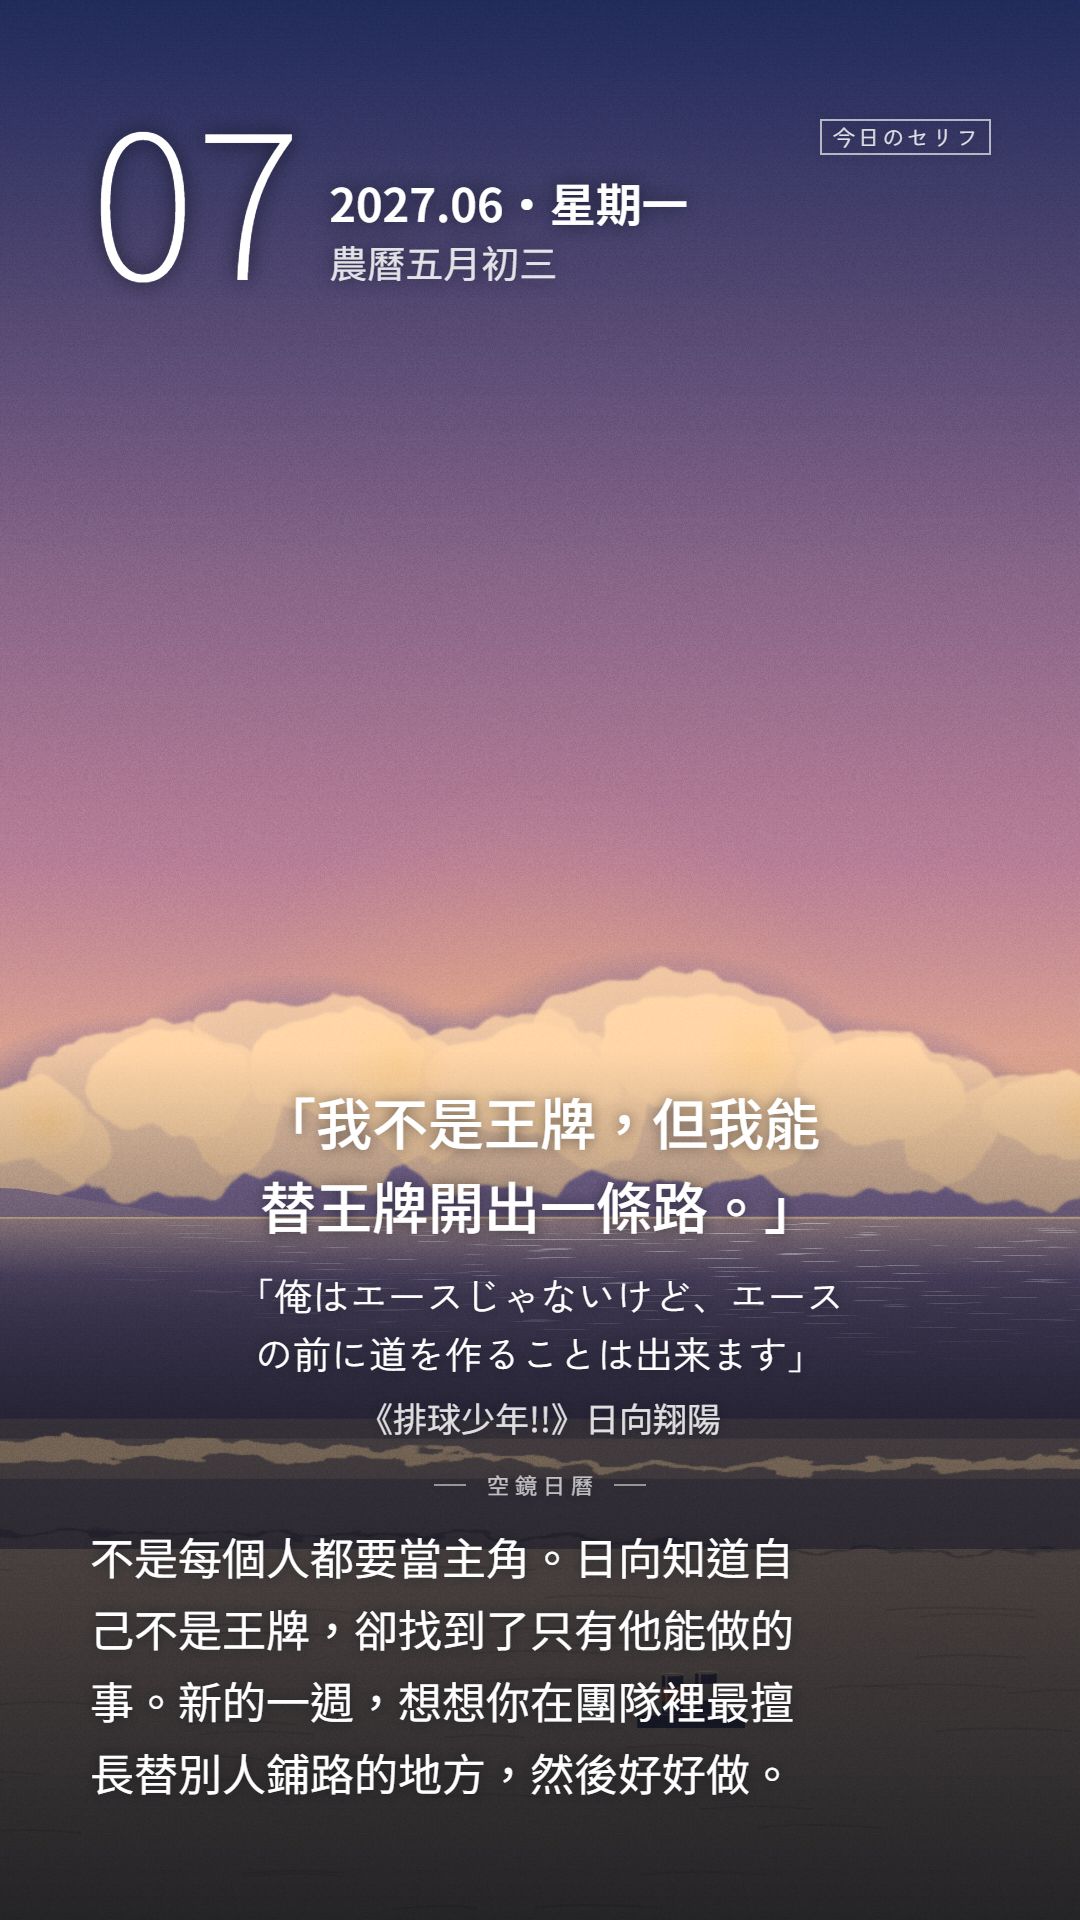 07
今日のセリフ
2027.06・星期一
農曆五月初三
「我不是王牌，但我能
替王牌開出一條路。」
「俺はエースじゃないけど、エース
の前に道を作ることは出来ます」
《排球少年!!》日向翔陽
空鏡日曆
不是每個人都要當主角。日向知道自
己不是王牌，卻找到了只有他能做的
事。新的一週，想想你在團隊裡最擅
長替別人鋪路的地方，然後好好做。